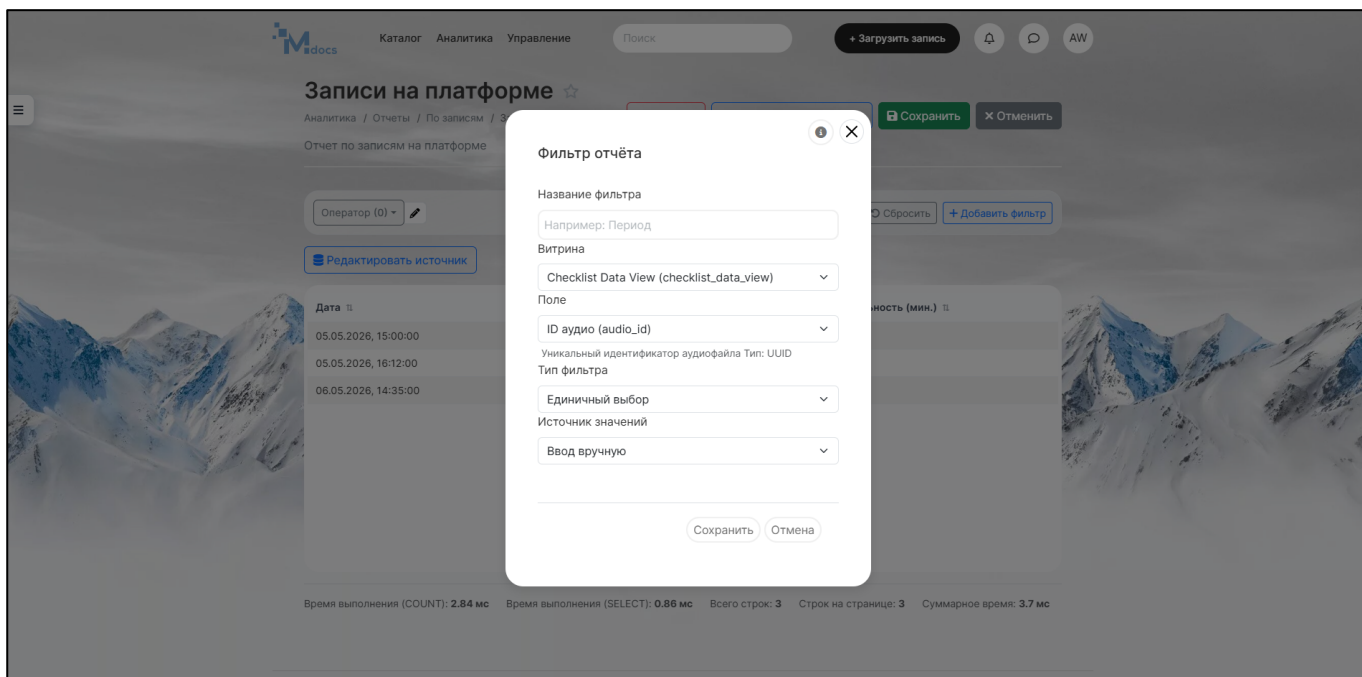 M.docs
Каталог Аналитика Управление Поиск + Загрузить запись AW
Записи на платформе
Аналитика / Отчеты / По записям /
Сохранить × Отменить
Отчет по записям на платформе
Фильтр отчёта
Название фильтра
Например: Период
Оператор (0)
Сбросить + Добавить фильтр
Витрина
Редактировать источник
Checklist Data View (checklist_data_view)
Поле
Дата
(мин.)
ID аудио (audio_id)
05.05.2026, 15:00:00
Уникальный идентификатор аудиофайла Тип: UUID
05.05.2026, 16:12:00
Тип фильтра
06.05.2026, 14:35:00
Единичный выбор
Источник значений
Ввод вручную
Сохранить Отмена
Время выполнения (COUNT): 2.84 мс Время выполнения (SELECT): 0.86 мс Всего строк: 3 Строк на странице: 3 Суммарное время: 3.7 мс